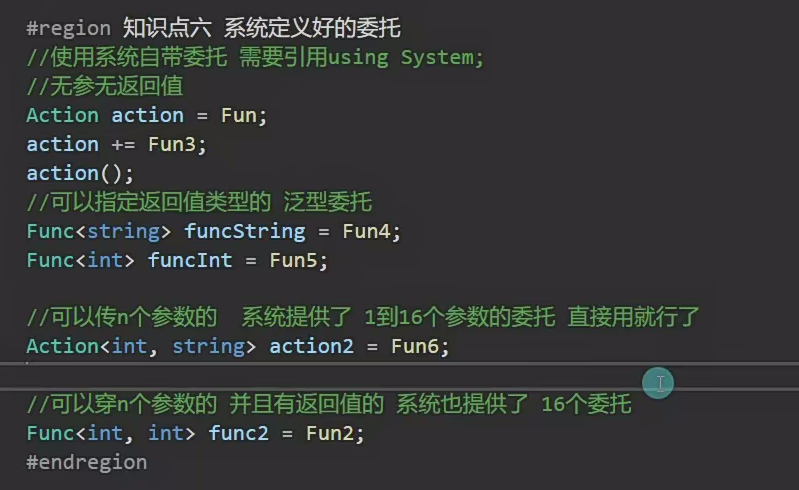 #region 知识点六 系统定义好的委托
//使用系统自带委托 需要引用using System;
//无参无返回值
Action action = Fun;
action += Fun3;
action();
//可以指定返回值类型的 泛型委托
Func<string> funcString = Fun4;
Func<int> funcInt = Fun5;
//可以传n个参数的  系统提供了 1到16个参数的委托 直接用就行了
Action<int, string> action2 = Fun6;
//可以穿n个参数的 并且有返回值的 系统也提供了 16个委托
Func<int, int> func2 = Fun2;
#endregion